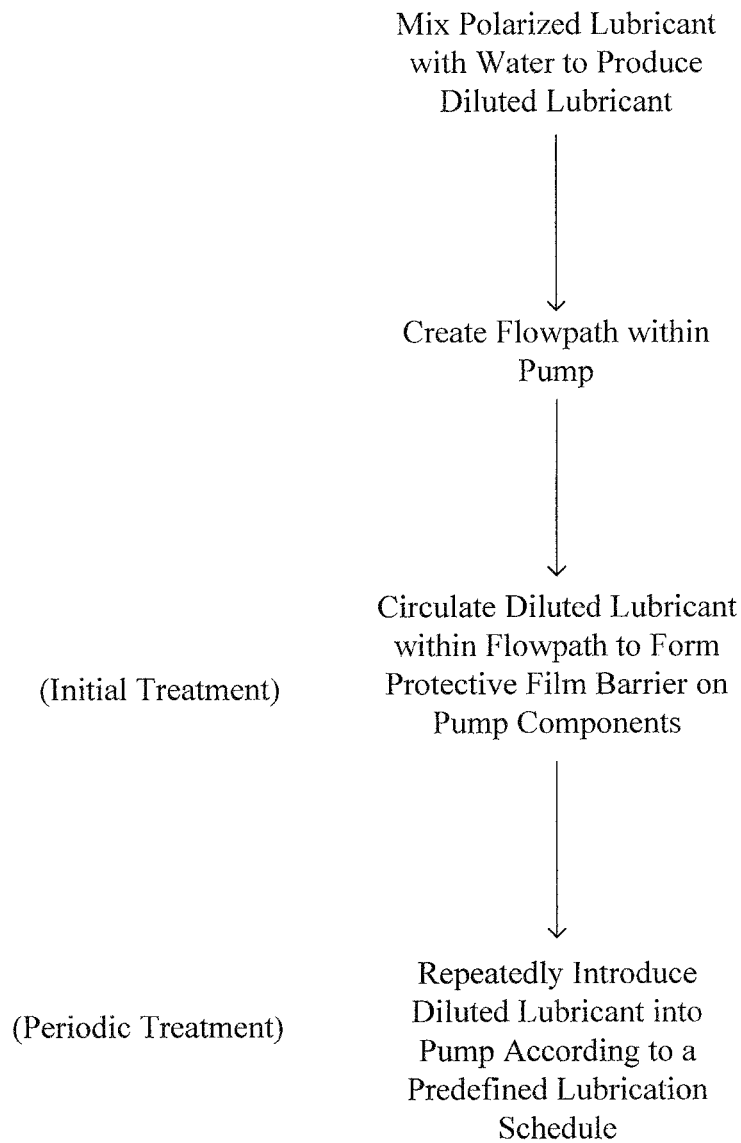 Mix Polarized Lubricant
with Water to Produce
Diluted Lubricant
Create Flowpath within
Pump
Circulate Diluted Lubricant
within Flowpath to Form
(Initial Treatment)
Protective Film Barrier on
Pump Components
Repeatedly Introduce
Diluted Lubricant into
(Periodic Treatment)
Pump According to a
Predefined Lubrication
Schedule